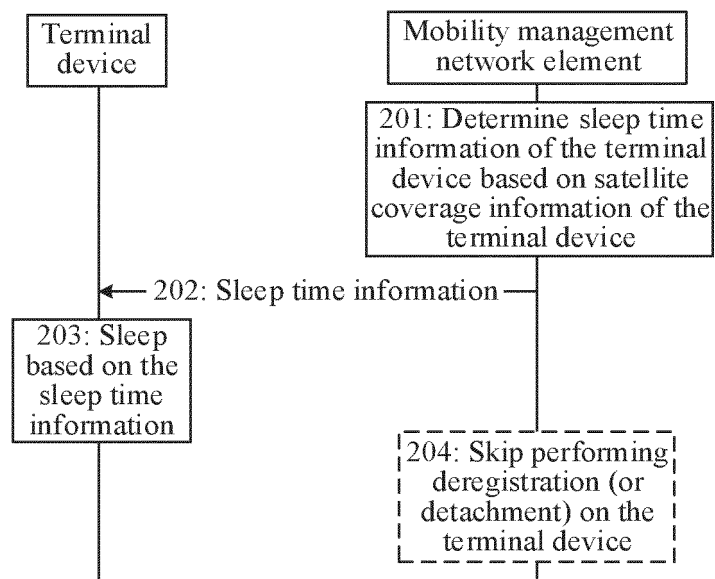 Terminal
device
Mobility management
network element
201: Determine sleep time
information of the terminal
device based on satellite
coverage information of the
terminal device
202: Sleep time information
203: Sleep
based on the
sleep time
information
204: Skip performing
deregistration (or
detachment) on the
terminal device